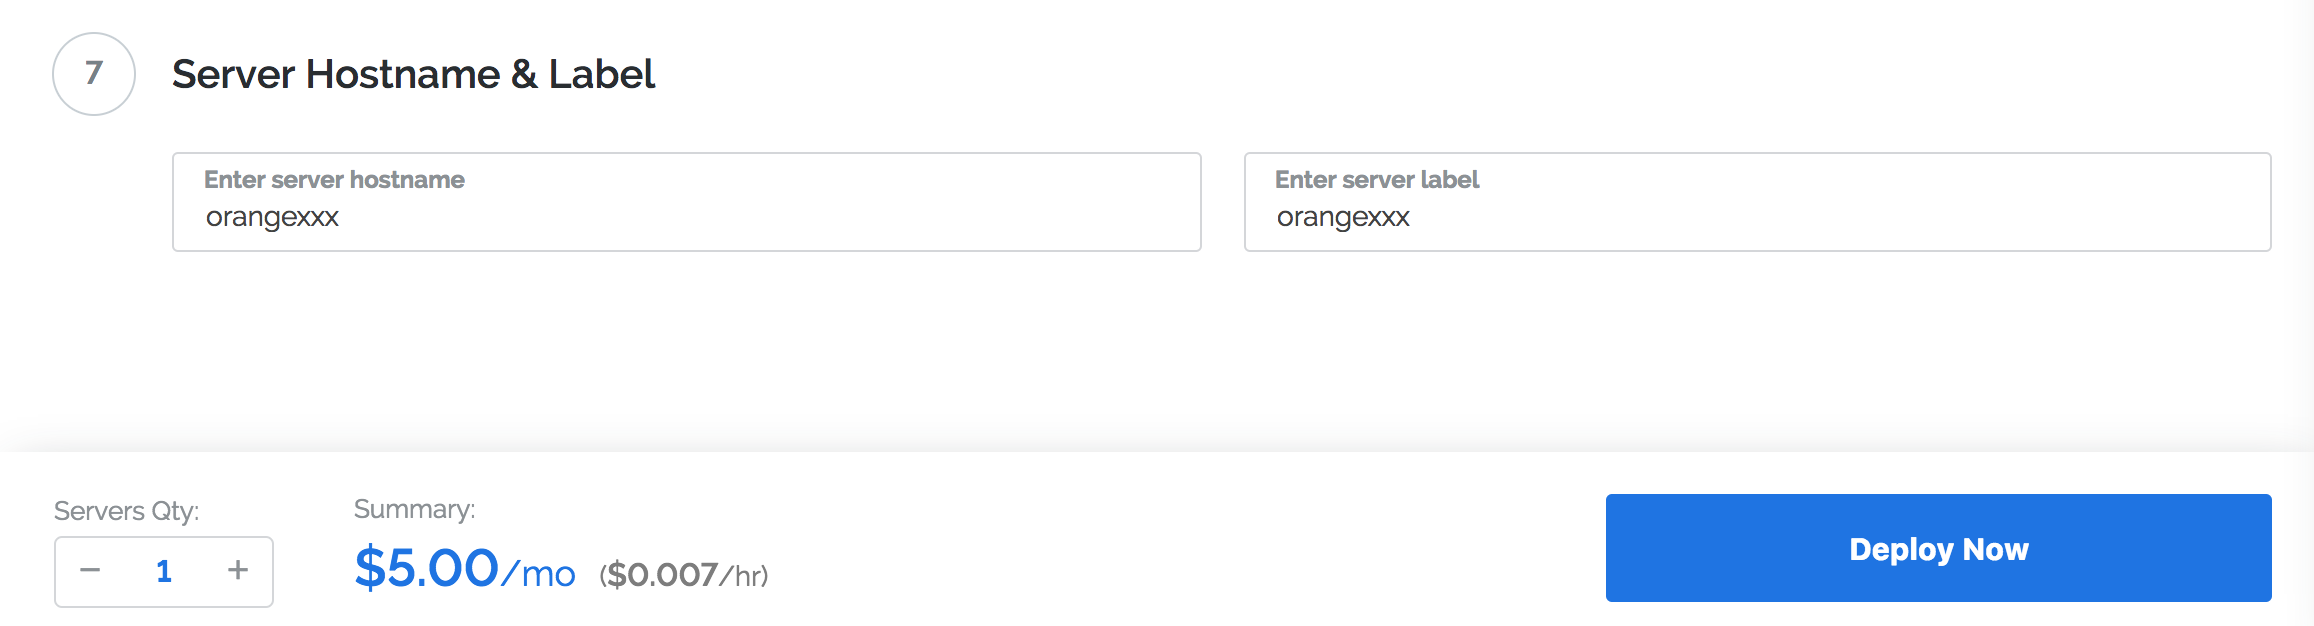 7
Server Hostname & Label
Enter server hostname
orangexxx
Enter server label
orangexxx
Servers Qty:
− 1 +
Summary:
$5.00/mo ($0.007/hr)
Deploy Now